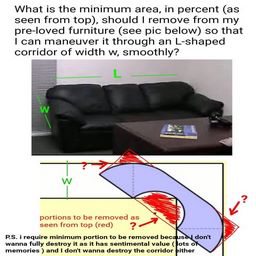 What is the minimum area, in percent (as
seen from top), should I remove from my
pre-loved furniture (see pic below) so that
I can maneuver it through an L-shaped
corridor of width w, smoothly?
L
w
?
w
portions to be removed as
seen from top (red)
?
?
P.S. i require minimum portion to be removed because I don't
wanna fully destroy it as it has sentimental value ( lots of
memories ) and I don't wanna destroy the corridor either